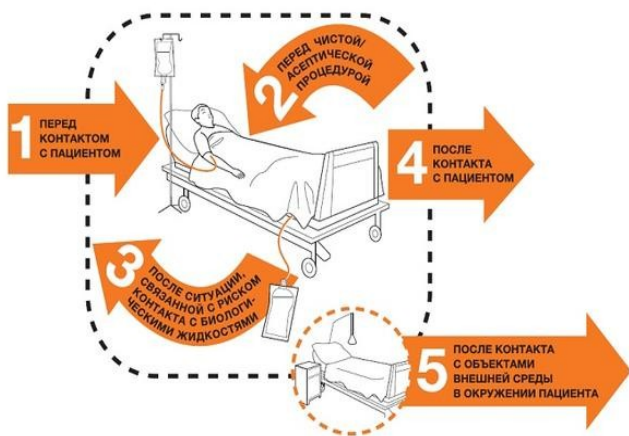 1
ПЕРЕД
КОНТАКТОМ
С ПАЦИЕНТОМ
2
ПЕРЕД ЧИСТОЙ/
АСЕПТИЧЕСКОЙ
ПРОЦЕДУРОЙ
3
ПОСЛЕ СИТУАЦИИ,
СВЯЗАННОЙ С РИСКОМ
КОНТАКТА С БИОЛОГИ-
ЧЕСКИМИ ЖИДКОСТЯМИ
4
ПОСЛЕ
КОНТАКТА
С ПАЦИЕНТОМ
5
ПОСЛЕ КОНТАКТА
С ОБЪЕКТАМИ
ВНЕШНЕЙ СРЕДЫ
В ОКРУЖЕНИИ ПАЦИЕНТА